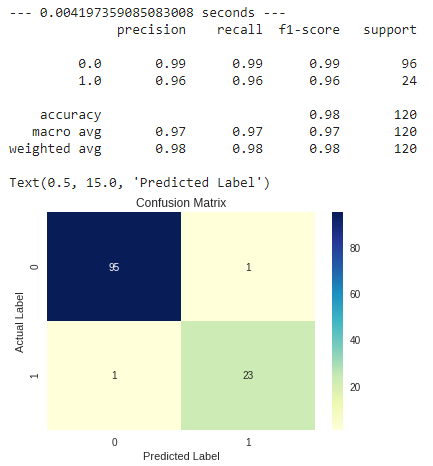 --- 0.004197359085083008 seconds ---
precision recall f1-score support
0.0 0.99 0.99 0.99 96
1.0 0.96 0.96 0.96 24
accuracy 0.98 120
macro avg 0.97 0.97 0.97 120
weighted avg 0.98 0.98 0.98 120
Text(0.5, 15.0, 'Predicted Label')
Confusion Matrix
95 1
1 23
0
1
Actual Label
0 1
Predicted Label
80
60
40
20